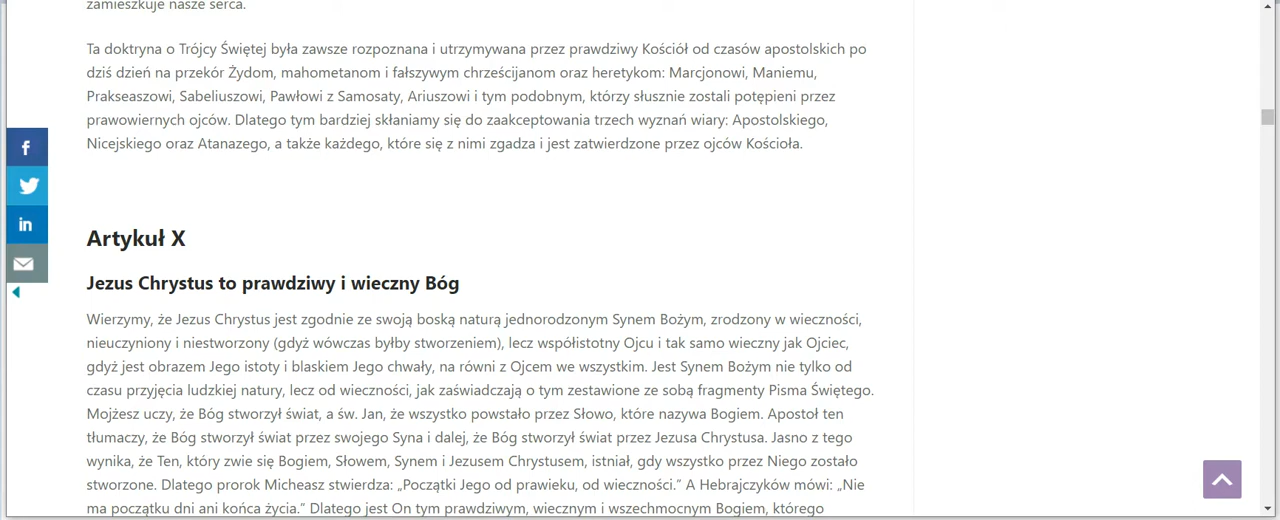 zamieszkuje nasze serca.
Ta doktryna o Trójcy Świętej była zawsze rozpoznana i utrzymywana przez prawdziwy Kościół od czasów apostolskich po
dziś dzień na przekór Żydom, mahometanom i fałszywym chrześcijanom oraz heretykom: Marcjonowi, Maniemu,
Prakseaszowi, Sabeliuszowi, Pawłowi z Samosaty, Ariuszowi i tym podobnym, którzy słusznie zostali potępieni przez
prawowiernych ojców. Dlatego tym bardziej skłaniamy się do zaakceptowania trzech wyznań wiary: Apostolskiego,
Nicejskiego oraz Atanazego, a także każdego, które się z nimi zgadza i jest zatwierdzone przez ojców Kościoła.
Artykuł X
Jezus Chrystus to prawdziwy i wieczny Bóg
Wierzymy, że Jezus Chrystus jest zgodnie ze swoją boską naturą jednorodzonym Synem Bożym, zrodzony w wieczności,
nieuczyniony i niestworzony (gdyż wówczas byłby stworzeniem), lecz współistotny Ojcu i tak samo wieczny jak Ojciec,
gdyż jest obrazem Jego istoty i blaskiem Jego chwały, na równi z Ojcem we wszystkim. Jest Synem Bożym nie tylko od
czasu przyjęcia ludzkiej natury, lecz od wieczności, jak zaświadczają o tym zestawione ze sobą fragmenty Pisma Świętego.
Mojżesz uczy, że Bóg stworzył świat, a św. Jan, że wszystko powstało przez Słowo, które nazywa Bogiem. Apostoł ten
tłumaczy, że Bóg stworzył świat przez swojego Syna i dalej, że Bóg stworzył świat przez Jezusa Chrystusa. Jasno z tego
wynika, że Ten, który zwie się Bogiem, Słowem, Synem i Jezusem Chrystusem, istniał, gdy wszystko przez Niego zostało
stworzone. Dlatego prorok Micheasz stwierdza: „Początki Jego od prawieku, od wieczności.” A Hebrajczyków mówi: „Nie
ma początku dni ani końca życia.” Dlatego jest On tym prawdziwym, wiecznym i wszechmocnym Bogiem, którego